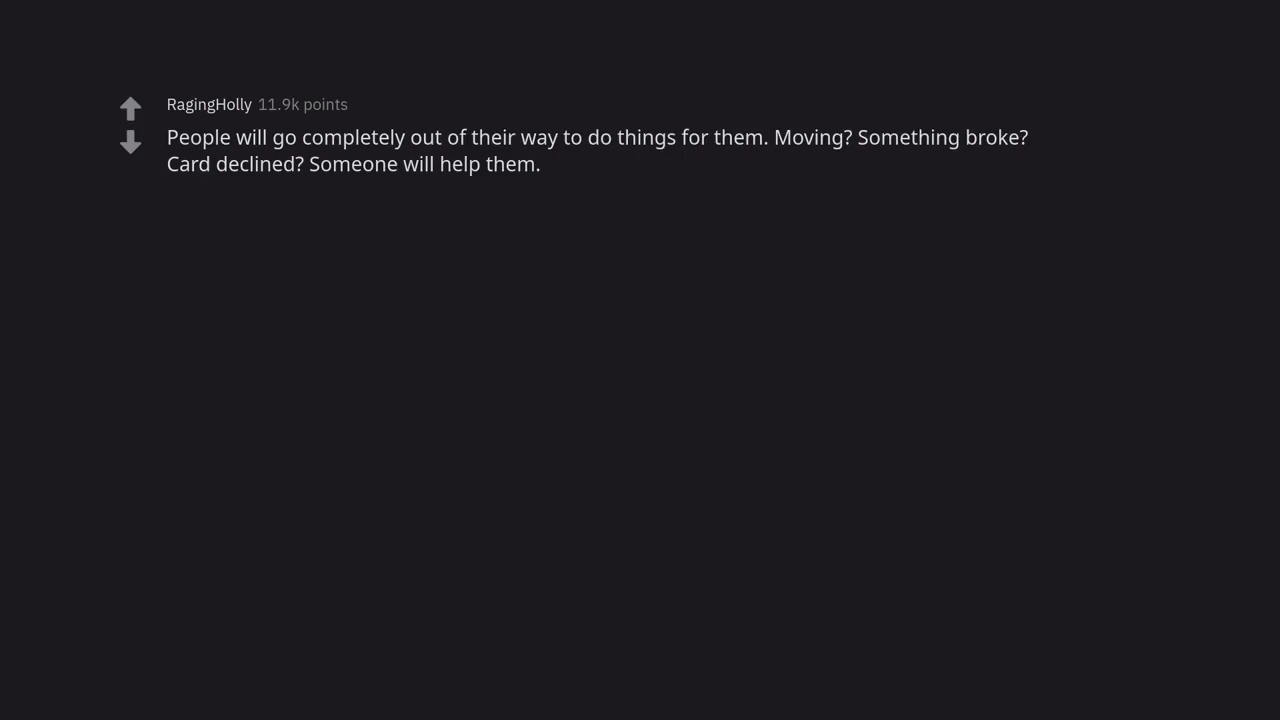 RagingHolly 11.9k points
People will go completely out of their way to do things for them. Moving? Something broke?
Card declined? Someone will help them.